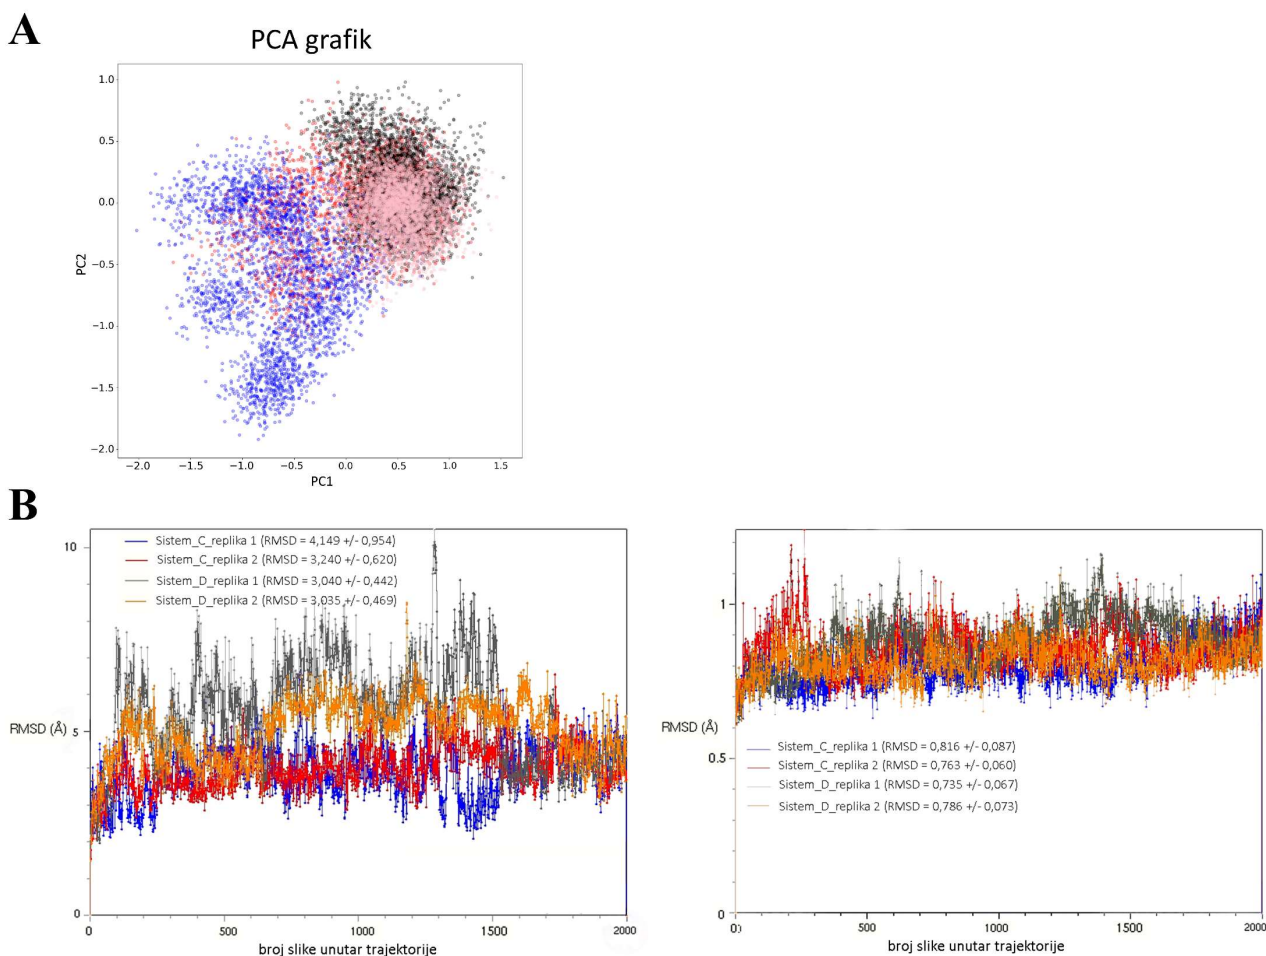 A
PCA grafik
1.0
0.5
0.0
−0.5
−1.0
−1.5
−2.0
PC2
−2.0 −1.5 −1.0 −0.5 0.0 0.5 1.0 1.5
PC1
B
Sistem_C_replika 1 (RMSD = 4,149 +/- 0,954)
Sistem_C_replika 2 (RMSD = 3,240 +/- 0,620)
Sistem_D_replika 1 (RMSD = 3,040 +/- 0,442)
Sistem_D_replika 2 (RMSD = 3,035 +/- 0,469)
10
5
0
RMSD (Å)
0 500 1000 1500 2000
broj slike unutar trajektorije
1
0.5
0
RMSD (Å)
Sistem_C_replika 1 (RMSD = 0,816 +/- 0,087)
Sistem_C_replika 2 (RMSD = 0,763 +/- 0,060)
Sistem_D_replika 1 (RMSD = 0,735 +/- 0,067)
Sistem_D_replika 2 (RMSD = 0,786 +/- 0,073)
0 500 1000 1500 2000
broj slike unutar trajektorije